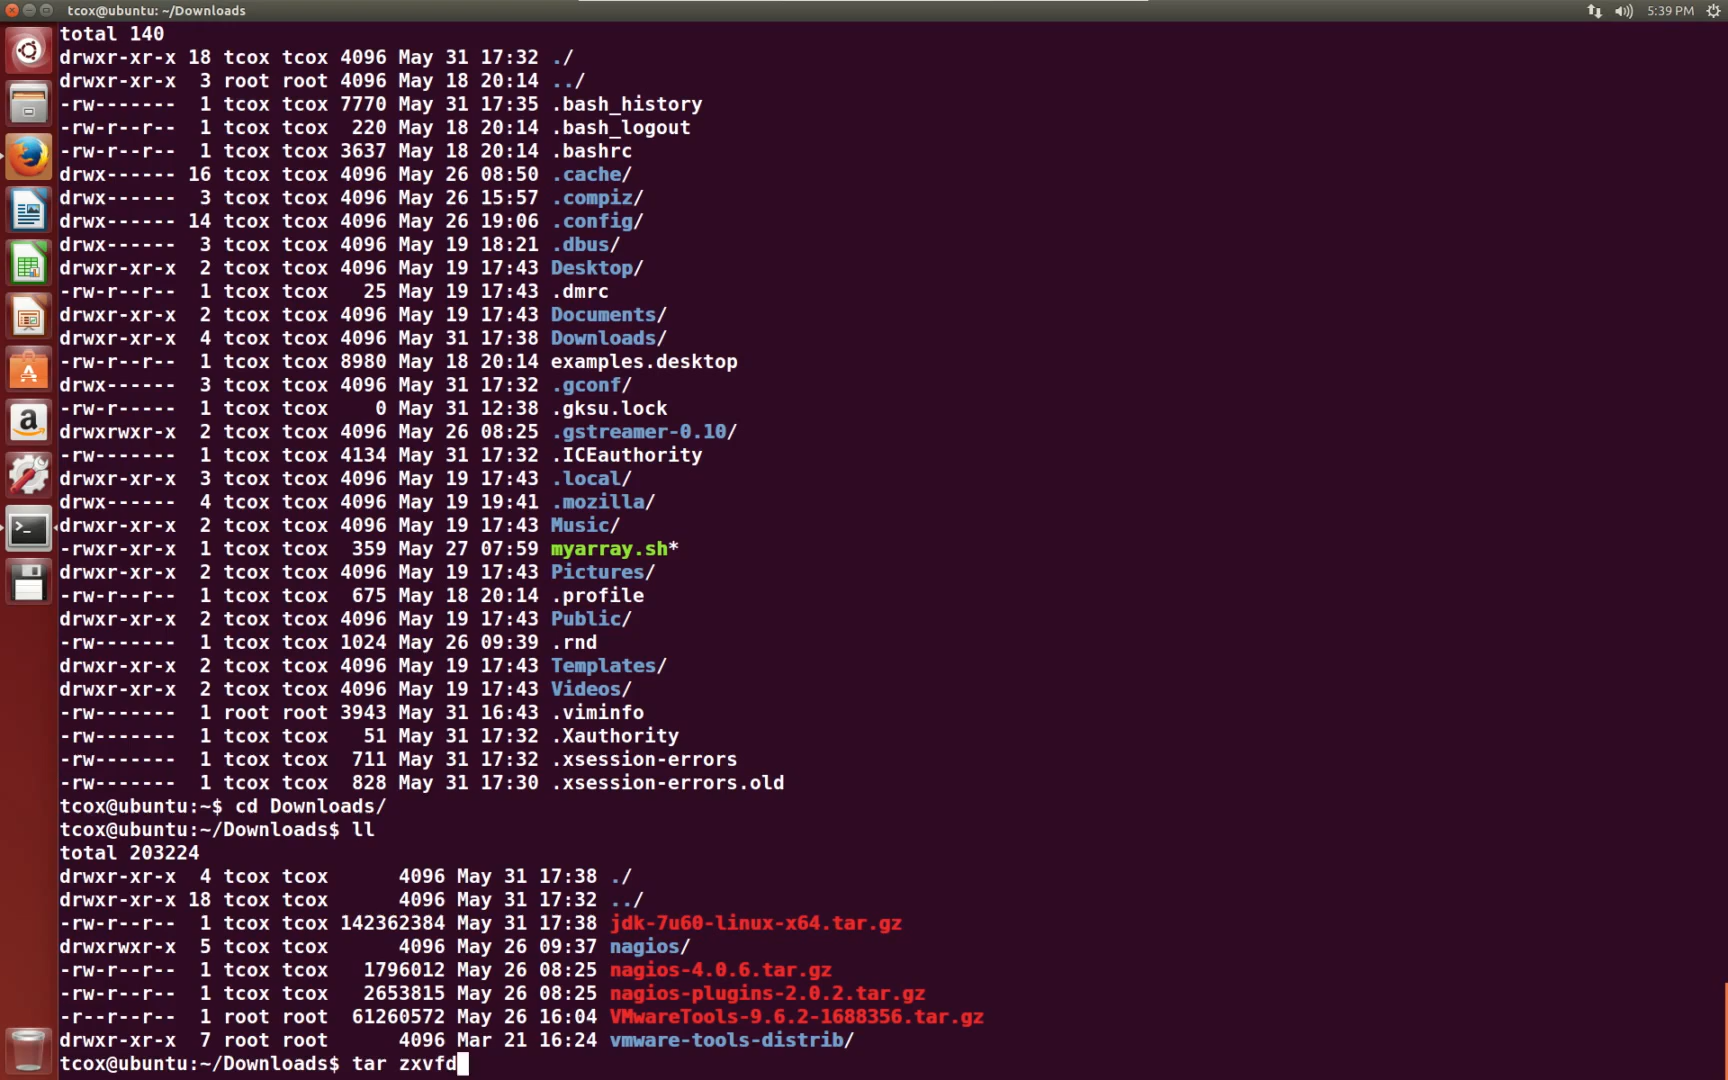 tcox@ubuntu: ~/Downloads
5:39 PM
total 140
drwxr-xr-x 18 tcox tcox 4096 May 31 17:32 ./
drwxr-xr-x  3 root root 4096 May 18 20:14 ../
-rw-------  1 tcox tcox 7770 May 31 17:35 .bash_history
-rw-r--r--  1 tcox tcox  220 May 18 20:14 .bash_logout
-rw-r--r--  1 tcox tcox 3637 May 18 20:14 .bashrc
drwx------ 16 tcox tcox 4096 May 26 08:50 .cache/
drwx------  3 tcox tcox 4096 May 26 15:57 .compiz/
drwx------ 14 tcox tcox 4096 May 26 19:06 .config/
drwx------  3 tcox tcox 4096 May 19 18:21 .dbus/
drwxr-xr-x  2 tcox tcox 4096 May 19 17:43 Desktop/
-rw-r--r--  1 tcox tcox   25 May 19 17:43 .dmrc
drwxr-xr-x  2 tcox tcox 4096 May 19 17:43 Documents/
drwxr-xr-x  4 tcox tcox 4096 May 31 17:38 Downloads/
-rw-r--r--  1 tcox tcox 8980 May 18 20:14 examples.desktop
drwx------  3 tcox tcox 4096 May 31 17:32 .gconf/
-rw-r-----  1 tcox tcox    0 May 31 12:38 .gksu.lock
drwxrwxr-x  2 tcox tcox 4096 May 26 08:25 .gstreamer-0.10/
-rw-------  1 tcox tcox 4134 May 31 17:32 .ICEauthority
drwxr-xr-x  3 tcox tcox 4096 May 19 17:43 .local/
drwx------  4 tcox tcox 4096 May 19 19:41 .mozilla/
drwxr-xr-x  2 tcox tcox 4096 May 19 17:43 Music/
-rwxr-xr-x  1 tcox tcox  359 May 27 07:59 myarray.sh*
drwxr-xr-x  2 tcox tcox 4096 May 19 17:43 Pictures/
-rw-r--r--  1 tcox tcox  675 May 18 20:14 .profile
drwxr-xr-x  2 tcox tcox 4096 May 19 17:43 Public/
-rw-------  1 tcox tcox 1024 May 26 09:39 .rnd
drwxr-xr-x  2 tcox tcox 4096 May 19 17:43 Templates/
drwxr-xr-x  2 tcox tcox 4096 May 19 17:43 Videos/
-rw-------  1 root root 3943 May 31 16:43 .viminfo
-rw-------  1 tcox tcox   51 May 31 17:32 .Xauthority
-rw-------  1 tcox tcox  711 May 31 17:32 .xsession-errors
-rw-------  1 tcox tcox  828 May 31 17:30 .xsession-errors.old
tcox@ubuntu:~$ cd Downloads/
tcox@ubuntu:~/Downloads$ ll
total 203224
drwxr-xr-x  4 tcox tcox      4096 May 31 17:38 ./
drwxr-xr-x 18 tcox tcox      4096 May 31 17:32 ../
-rw-r--r--  1 tcox tcox 142362384 May 31 17:38 jdk-7u60-linux-x64.tar.gz
drwxrwxr-x  5 tcox tcox      4096 May 26 09:37 nagios/
-rw-r--r--  1 tcox tcox   1796012 May 26 08:25 nagios-4.0.6.tar.gz
-rw-r--r--  1 tcox tcox   2653815 May 26 08:25 nagios-plugins-2.0.2.tar.gz
-r--r--r--  1 root root  61260572 May 26 16:04 VMwareTools-9.6.2-1688356.tar.gz
drwxr-xr-x  7 root root      4096 Mar 21 16:24 vmware-tools-distrib/
tcox@ubuntu:~/Downloads$ tar zxvfd